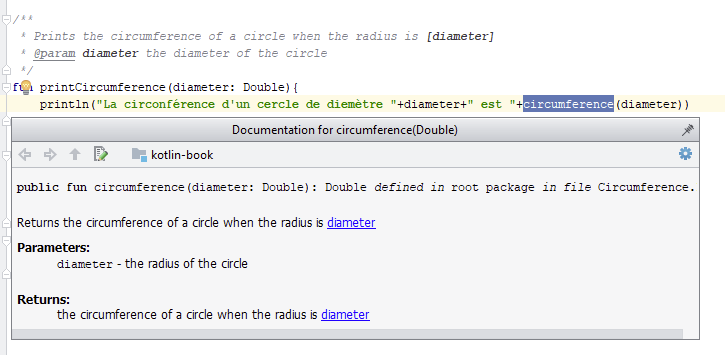 /**
* Prints the circumference of a circle when the radius is [diameter]
* @param diameter the diameter of the circle
*/
fun printCircumference(diameter: Double){
println("La circonférence d'un cercle de diemètre "+diameter+" est "+circumference(diameter))
Documentation for circumference(Double)
kotlin-book
public fun circumference(diameter: Double): Double defined in root package in file Circumference.
Returns the circumference of a circle when the radius is diameter
Parameters:
diameter - the radius of the circle
Returns:
the circumference of a circle when the radius is diameter